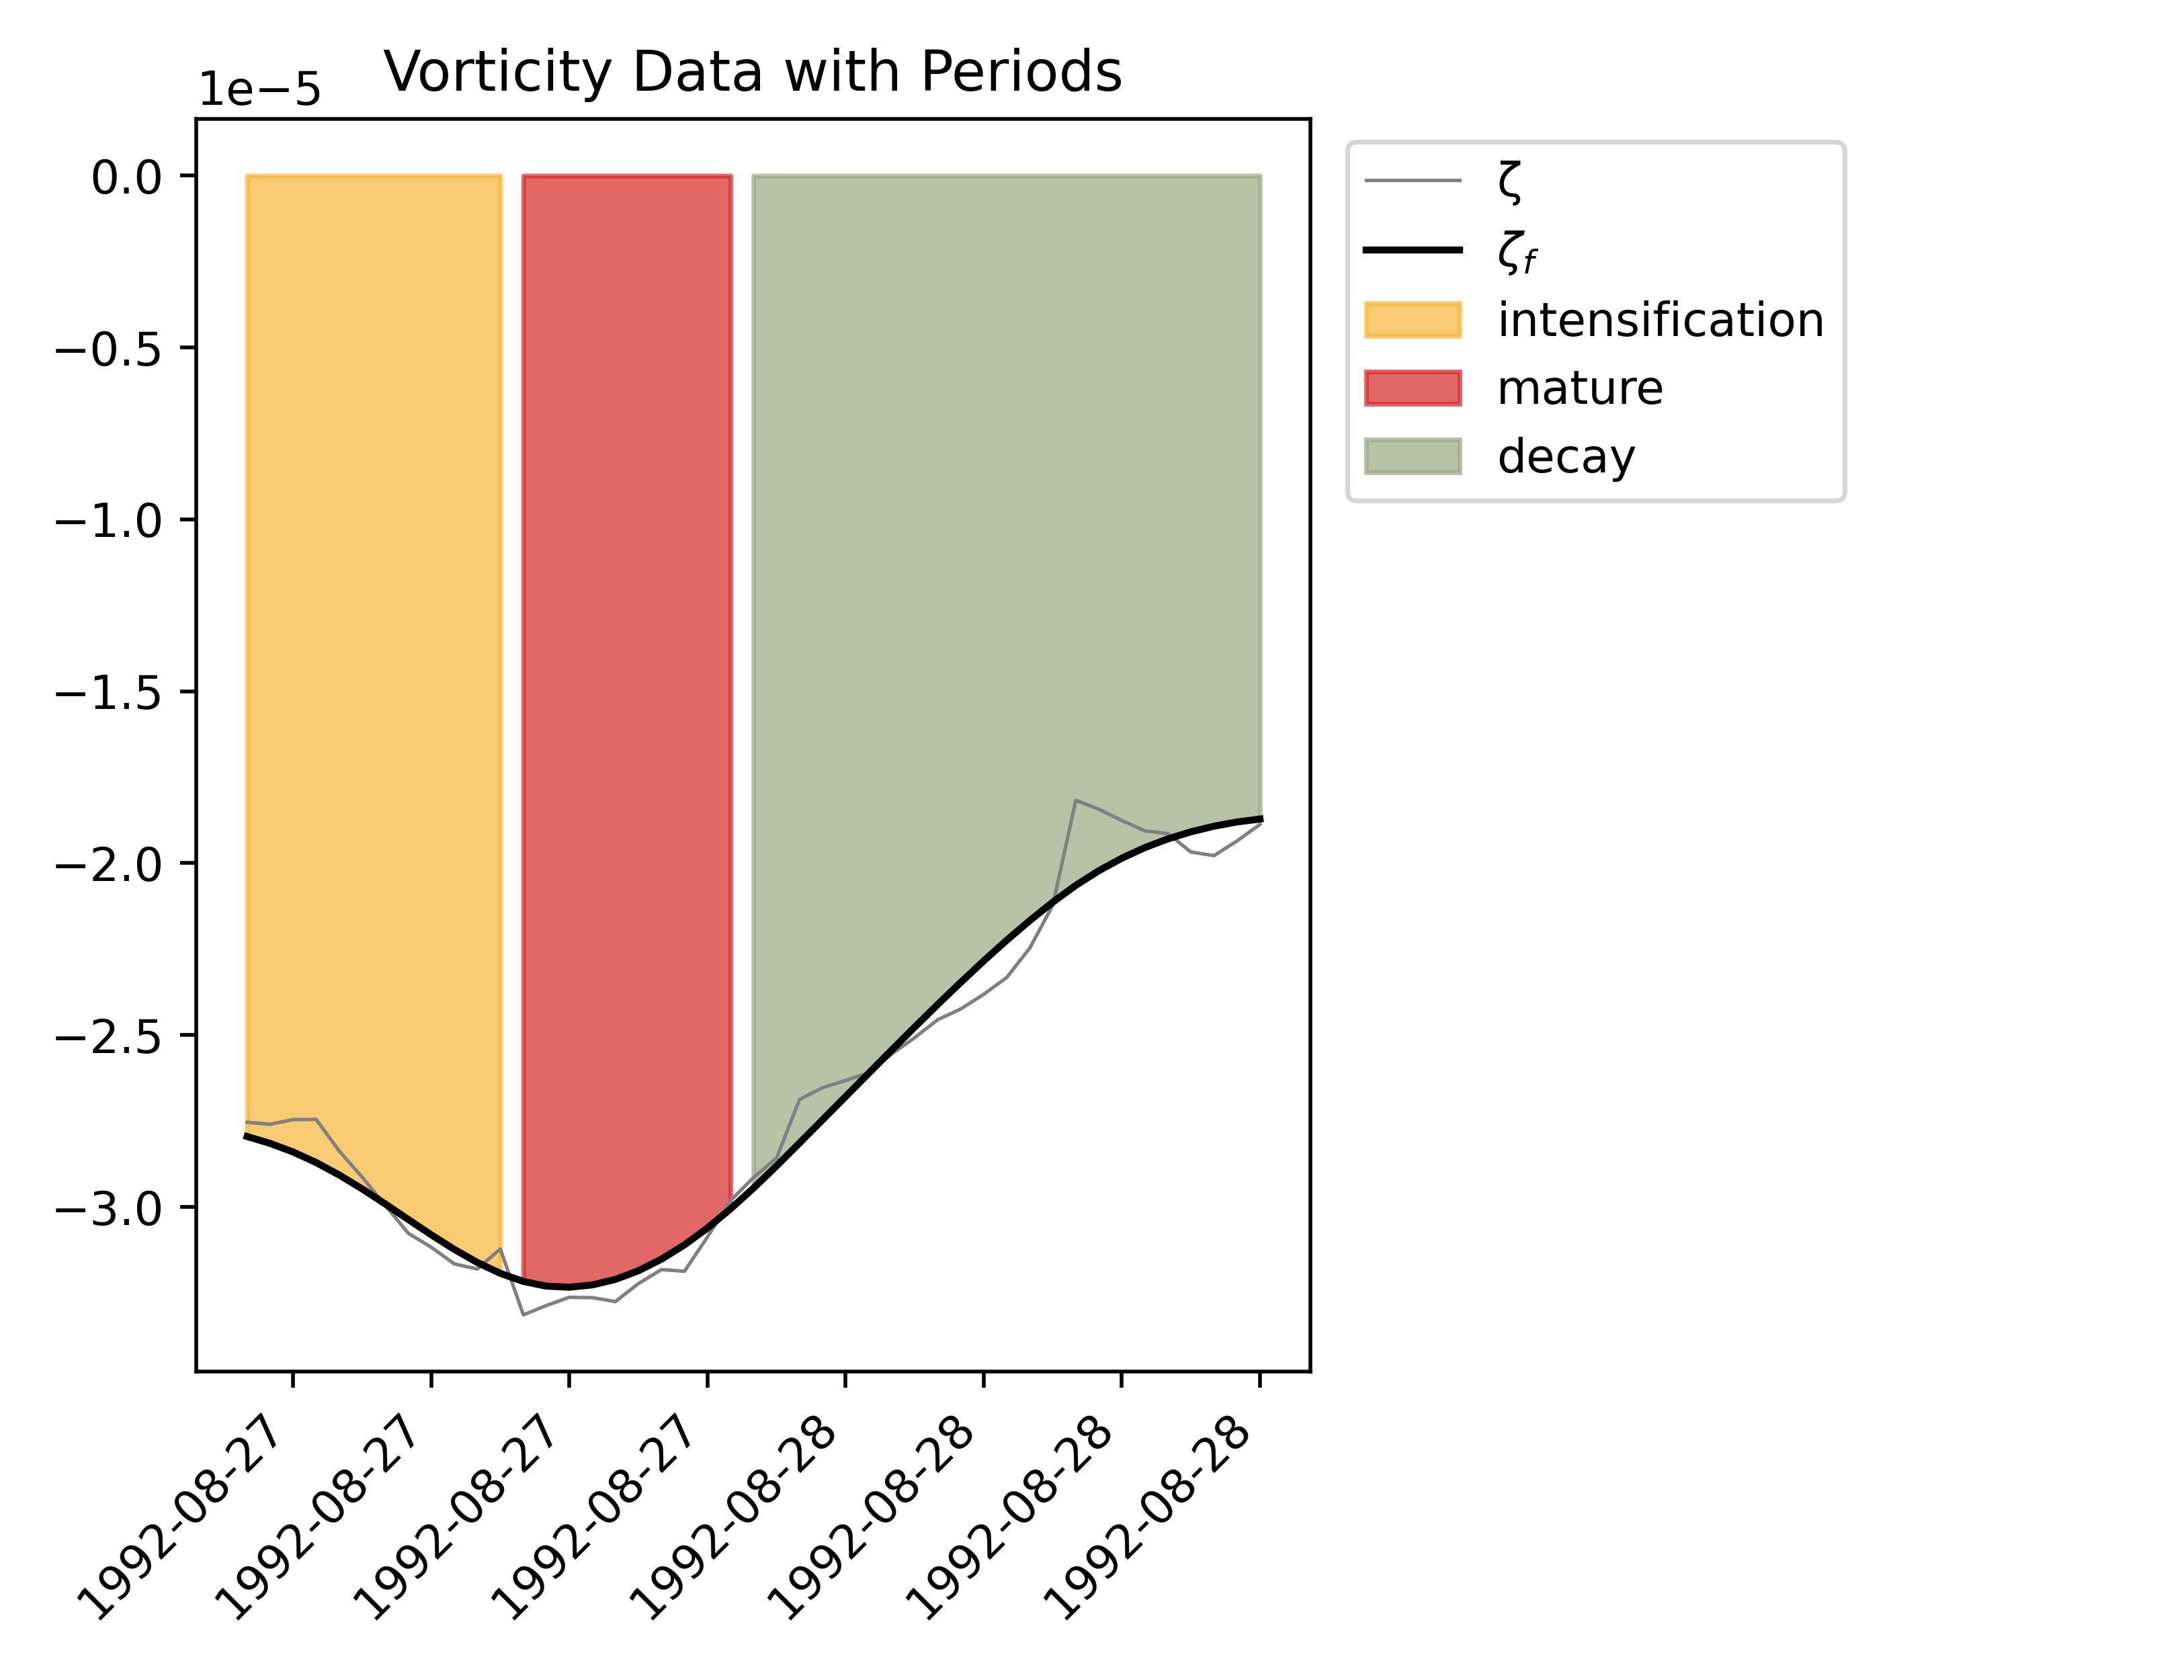 Vorticity Data with Periods
1e−5
0.0
−0.5
−1.0
−1.5
−2.0
−2.5
−3.0
1992-08-27
1992-08-27
1992-08-27
1992-08-27
1992-08-28
1992-08-28
1992-08-28
1992-08-28
ζ
ζf
intensification
mature
decay